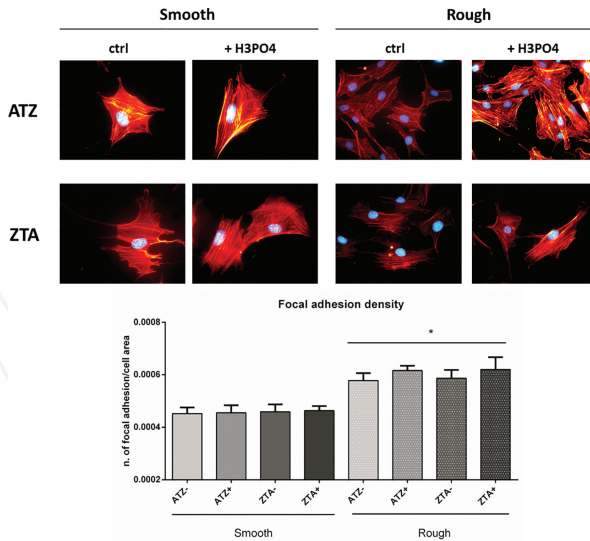 Smooth Rough
ctrl + H3PO4 ctrl + H3PO4
ATZ
ZTA
Focal adhesion density
n. of focal adhesion/cell area
0.0008
*
0.0006
0.0004
0.0002
ATZ- ATZ+ ZTA- ZTA+ ATZ- ATZ+ ZTA- ZTA+
Smooth Rough